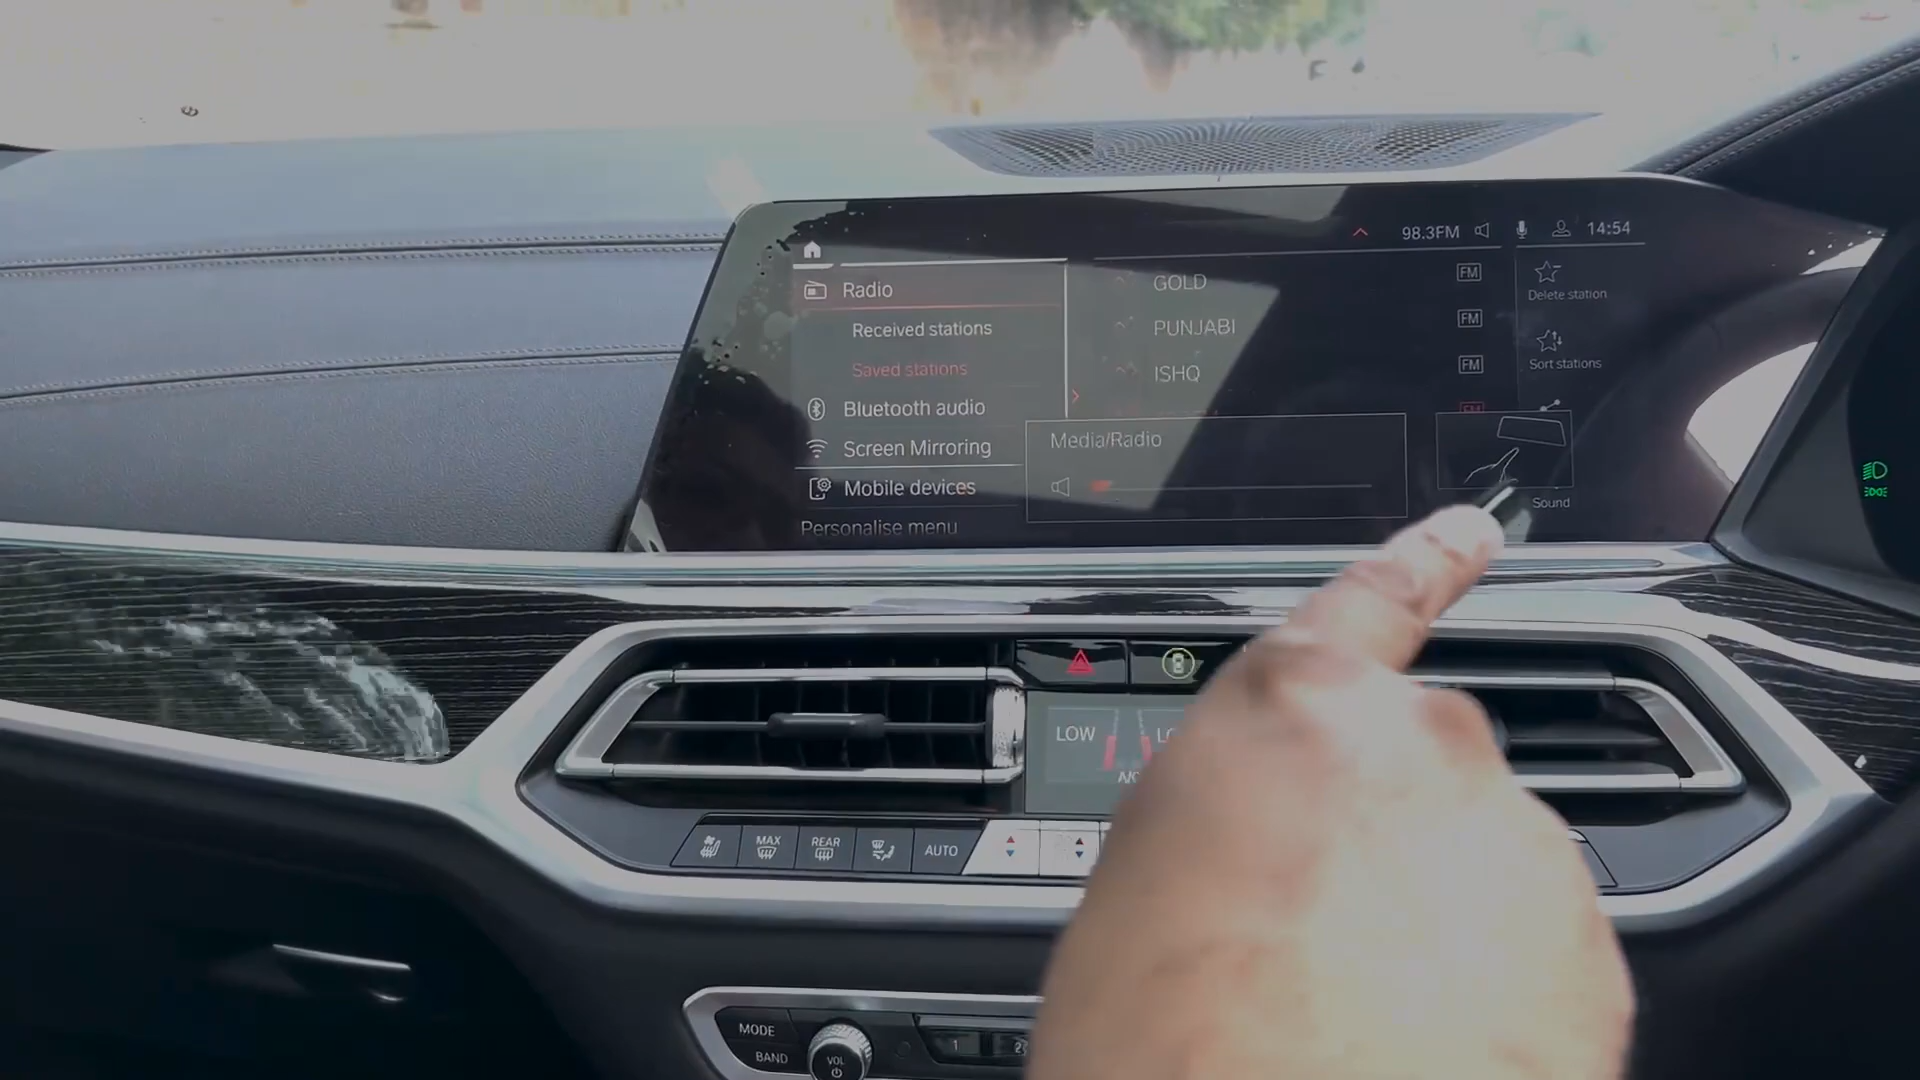 98.3FM
14:54
Radio
Received stations
Saved stations
Bluetooth audio
Screen Mirroring
Mobile devices
Personalise menu
GOLD FM
PUNJABI FM
ISHQ FM
FM
Delete station
Sort stations
Sound
Media/Radio
LOW
MAX
REAR
AUTO
MODE
BAND
VOL
1
2